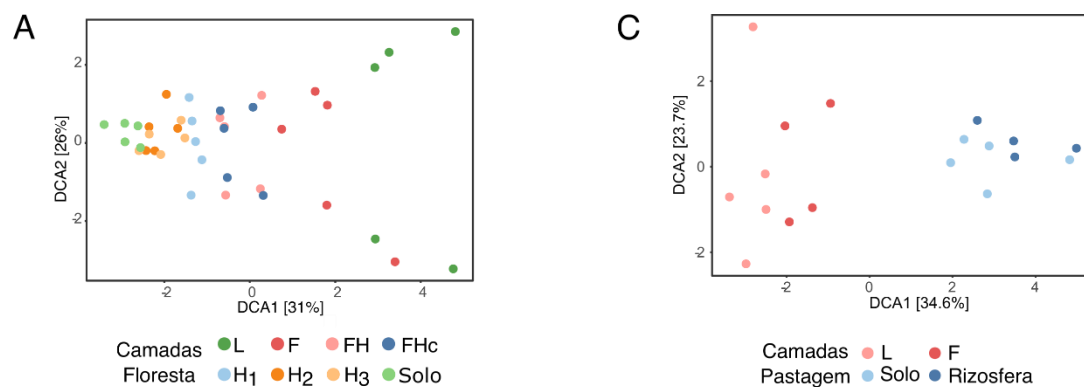 A
2
0
-2
DCA2 [26%]
-2 0 2 4
DCA1 [31%]
Camadas L F FH FHc
Floresta H1 H2 H3 Solo
C
2
0
-2
DCA2 [23.7%]
-2 0 2 4
DCA1 [34.6%]
Camadas L F
Pastagem Solo Rizosfera